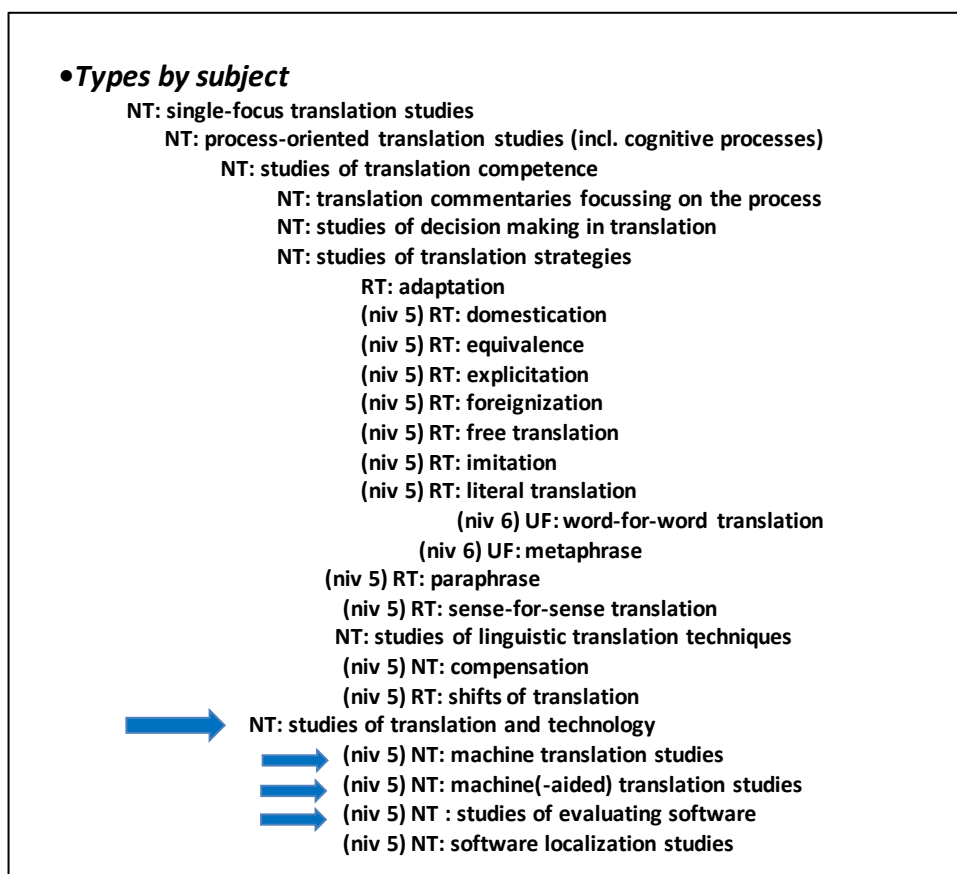 •Types by subject
NT: single-focus translation studies
NT: process-oriented translation studies (incl. cognitive processes)
NT: studies of translation competence
NT: translation commentaries focussing on the process
NT: studies of decision making in translation
NT: studies of translation strategies
RT: adaptation
(niv 5) RT: domestication
(niv 5) RT: equivalence
(niv 5) RT: explicitation
(niv 5) RT: foreignization
(niv 5) RT: free translation
(niv 5) RT: imitation
(niv 5) RT: literal translation
(niv 6) UF: word-for-word translation
(niv 6) UF: metaphrase
(niv 5) RT: paraphrase
(niv 5) RT: sense-for-sense translation
NT: studies of linguistic translation techniques
(niv 5) NT: compensation
(niv 5) RT: shifts of translation
NT: studies of translation and technology
(niv 5) NT: machine translation studies
(niv 5) NT: machine(-aided) translation studies
(niv 5) NT : studies of evaluating software
(niv 5) NT: software localization studies